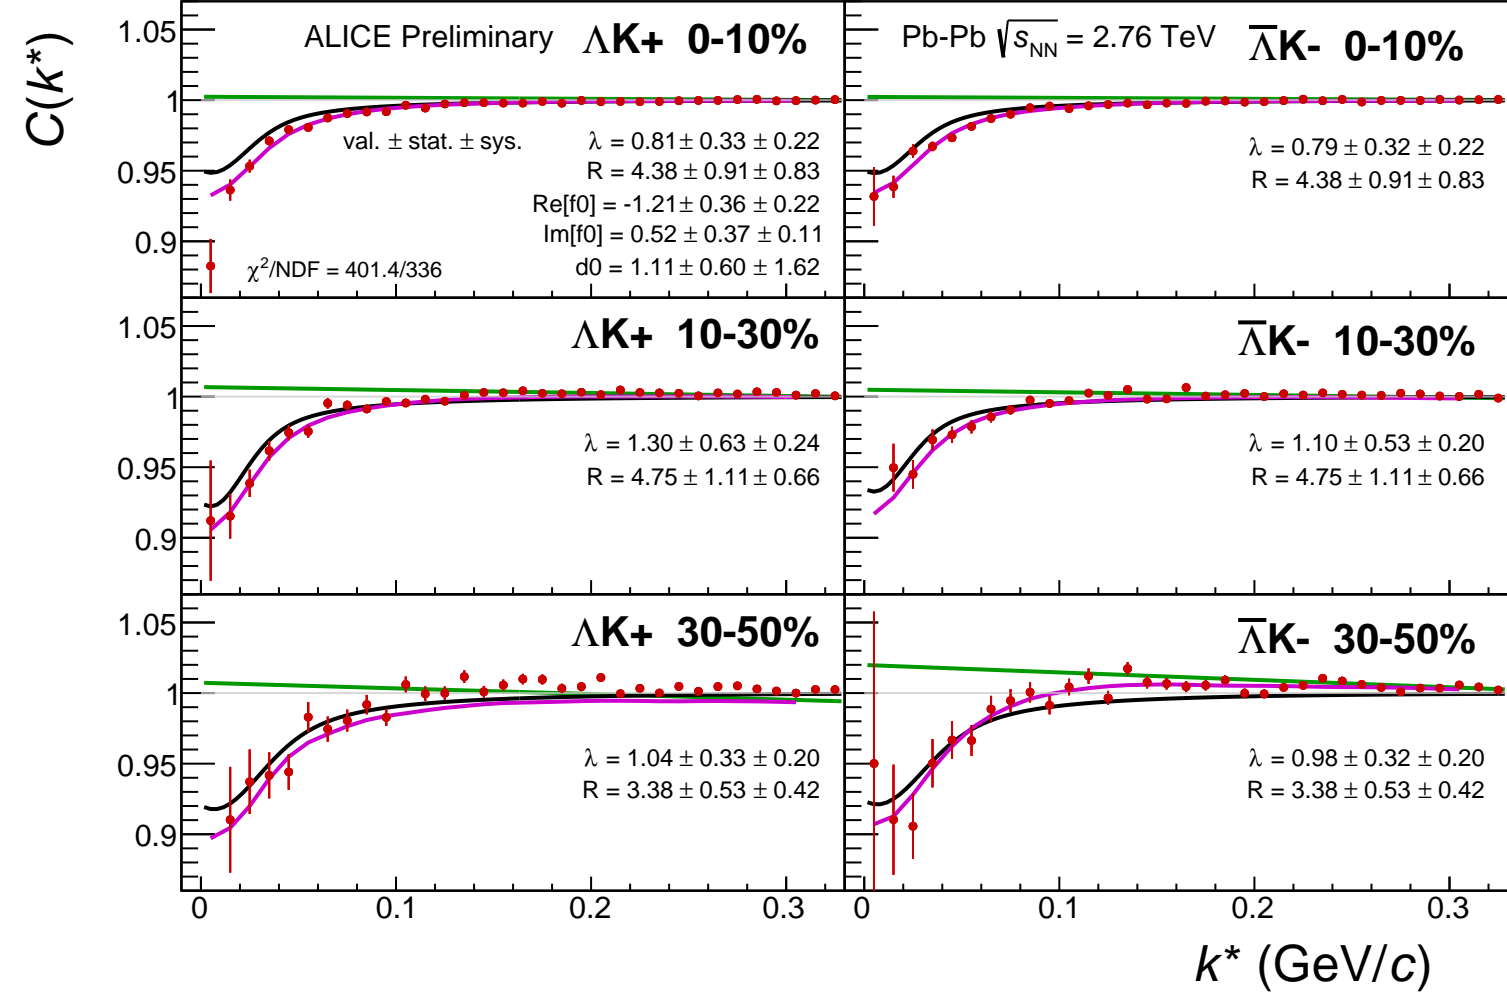 C(k*)
ALICE Preliminary ΛK+ 0-10%
1.05
1
0.95
0.9
val. ± stat. ± sys.
λ = 0.81 ± 0.33 ± 0.22
R = 4.38 ± 0.91 ± 0.83
Re[f0] = -1.21 ± 0.36 ± 0.22
Im[f0] = 0.52 ± 0.37 ± 0.11
d0 = 1.11 ± 0.60 ± 1.62
χ²/NDF = 401.4/336
Pb-Pb √sNN = 2.76 TeV Λ̅K- 0-10%
λ = 0.79 ± 0.32 ± 0.22
R = 4.38 ± 0.91 ± 0.83
ΛK+ 10-30%
1.05
1
0.95
0.9
λ = 1.30 ± 0.63 ± 0.24
R = 4.75 ± 1.11 ± 0.66
Λ̅K- 10-30%
λ = 1.10 ± 0.53 ± 0.20
R = 4.75 ± 1.11 ± 0.66
ΛK+ 30-50%
1.05
1
0.95
0.9
λ = 1.04 ± 0.33 ± 0.20
R = 3.38 ± 0.53 ± 0.42
Λ̅K- 30-50%
λ = 0.98 ± 0.32 ± 0.20
R = 3.38 ± 0.53 ± 0.42
0 0.1 0.2 0.3
0 0.1 0.2 0.3
k* (GeV/c)